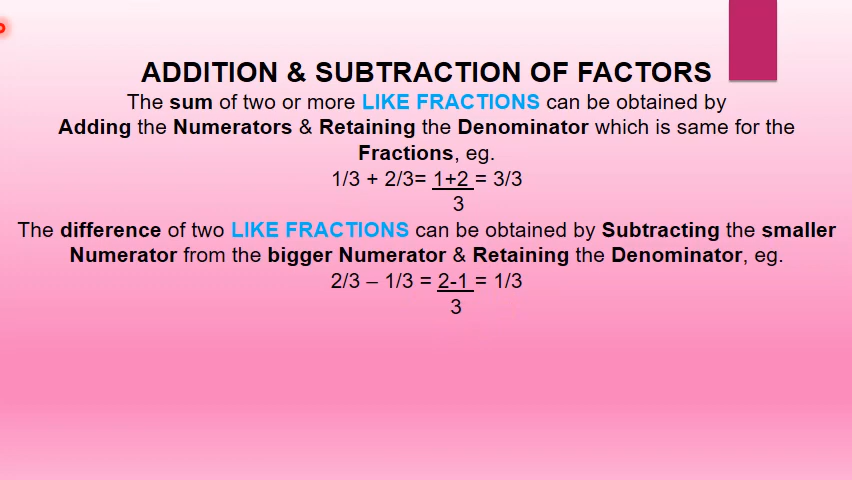 ADDITION & SUBTRACTION OF FACTORS
The sum of two or more LIKE FRACTIONS can be obtained by
Adding the Numerators & Retaining the Denominator which is same for the
Fractions, eg.
1/3 + 2/3= 1+2 = 3/3
3
The difference of two LIKE FRACTIONS can be obtained by Subtracting the smaller
Numerator from the bigger Numerator & Retaining the Denominator, eg.
2/3 – 1/3 = 2-1 = 1/3
3